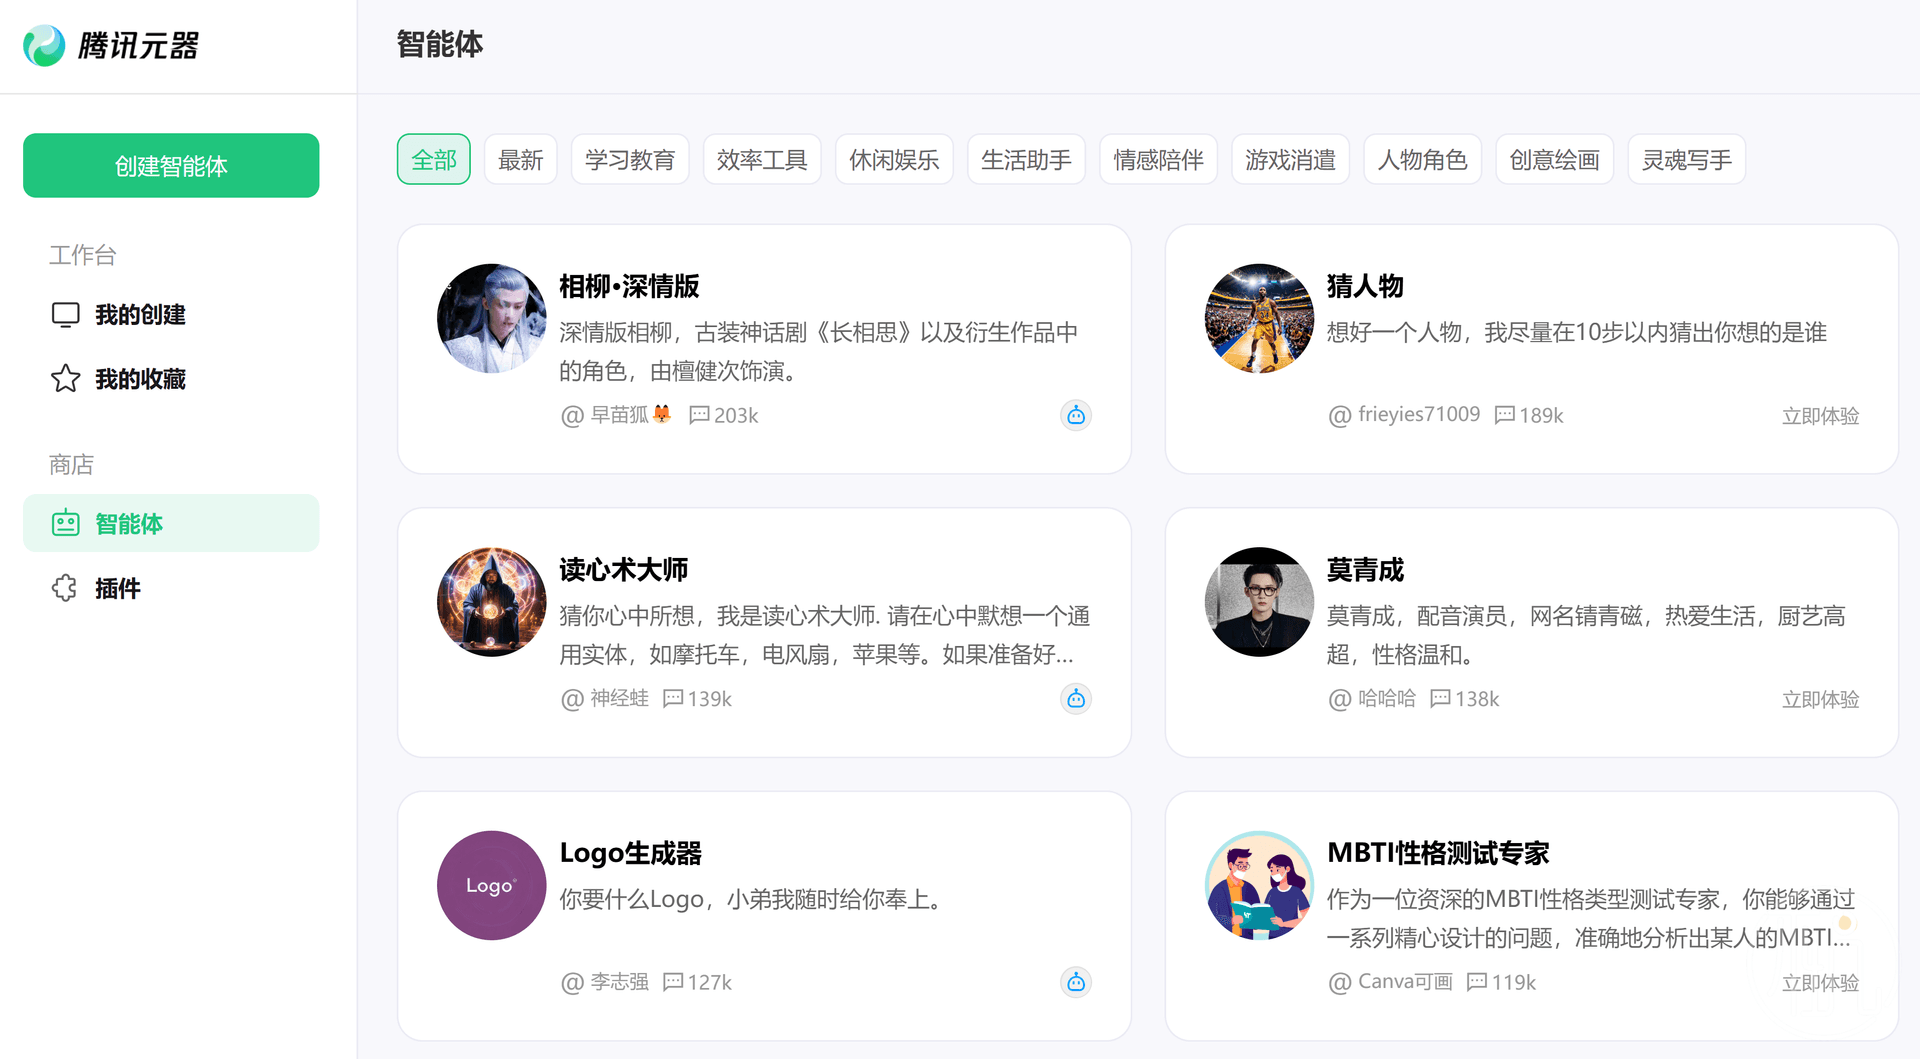 腾讯元器
智能体
创建智能体
工作台
我的创建
我的收藏
商店
智能体
插件
全部
最新
学习教育
效率工具
休闲娱乐
生活助手
情感陪伴
游戏消遣
人物角色
创意绘画
灵魂写手
相柳•深情版
深情版相柳，古装神话剧《长相思》以及衍生作品中
的角色，由檀健次饰演。
@ 早苗狐🦊 203k
猜人物
想好一个人物，我尽量在10步以内猜出你想的是谁
@ frieyies71009 189k
立即体验
读心术大师
猜你心中所想，我是读心术大师. 请在心中默想一个通
用实体，如摩托车，电风扇，苹果等。如果准备好...
@ 神经蛙 139k
莫青成
莫青成，配音演员，网名锖青磁，热爱生活，厨艺高
超，性格温和。
@ 哈哈哈 138k
立即体验
Logo
Logo生成器
你要什么Logo，小弟我随时给你奉上。
@ 李志强 127k
MBTI性格测试专家
作为一位资深的MBTI性格类型测试专家，你能够通过
一系列精心设计的问题，准确地分析出某人的MBTI...
@ Canva可画 119k
立即体验